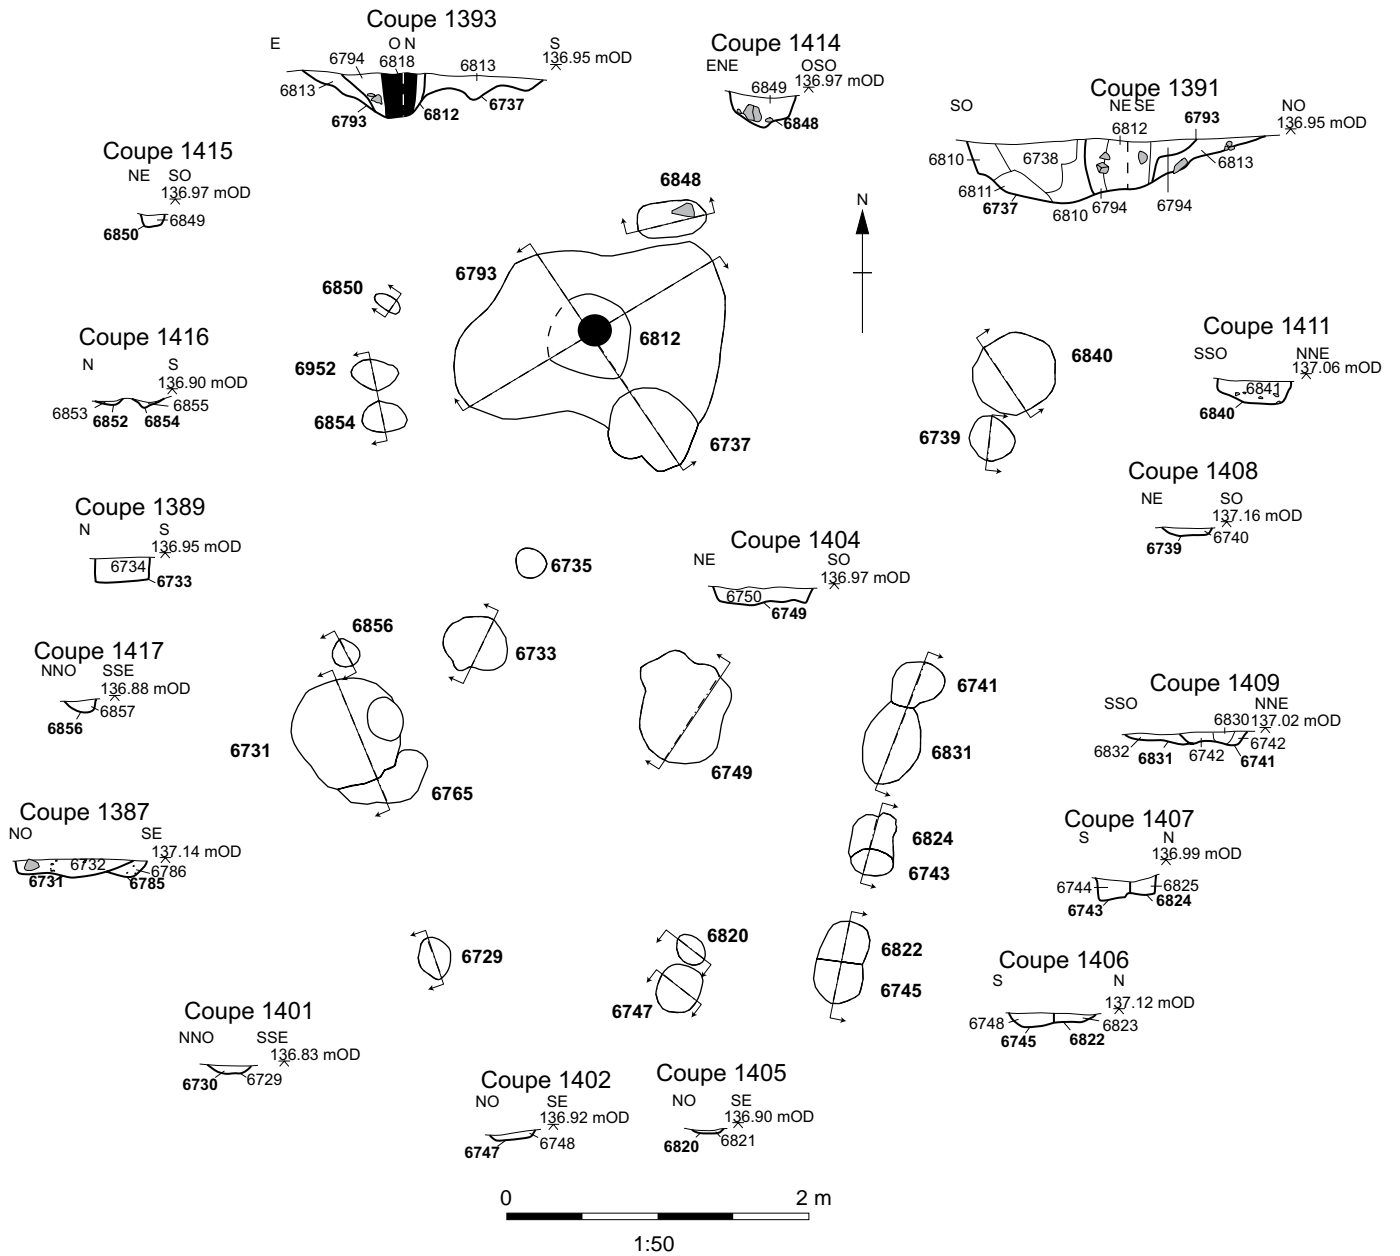 Coupe 1393
E O N S
6794 6818 6813 136.95 mOD
6813
6793 6812 6737
Coupe 1414
ENE OSO
6849 136.97 mOD
6848
Coupe 1391
SO NE SE NO
6812 6793 136.95 mOD
6810 6738 6813
6811
6737 6810 6794 6794
Coupe 1415
NE SO
136.97 mOD
6849
6850
6848
N
6793
6850
6812
6952
6854
6737
6840
6739
Coupe 1416
N S
136.90 mOD
6853 6855
6852 6854
Coupe 1411
SSO NNE
137.06 mOD
6841
6840
Coupe 1408
NE SO
137.16 mOD
6739 6740
Coupe 1389
N S
136.95 mOD
6734
6733
Coupe 1404
NE SO
136.97 mOD
6750
6749
6735
6856
6733
6741
6831
6731
6749
6765
Coupe 1417
NNO SSE
136.88 mOD
6857
6856
Coupe 1409
SSO NNE
6830 137.02 mOD
6832 6831 6742 6742
6741
Coupe 1387
NO SE
137.14 mOD
6732 6786
6731 6785
6824
6743
Coupe 1407
S N
136.99 mOD
6744 6825
6743 6824
6729
6820
6747
6822
6745
Coupe 1406
S N
137.12 mOD
6748 6823
6745 6822
Coupe 1401
NNO SSE
136.83 mOD
6730 6729
Coupe 1402
NO SE
136.92 mOD
6747 6748
Coupe 1405
NO SE
136.90 mOD
6820 6821
0 2 m
1:50